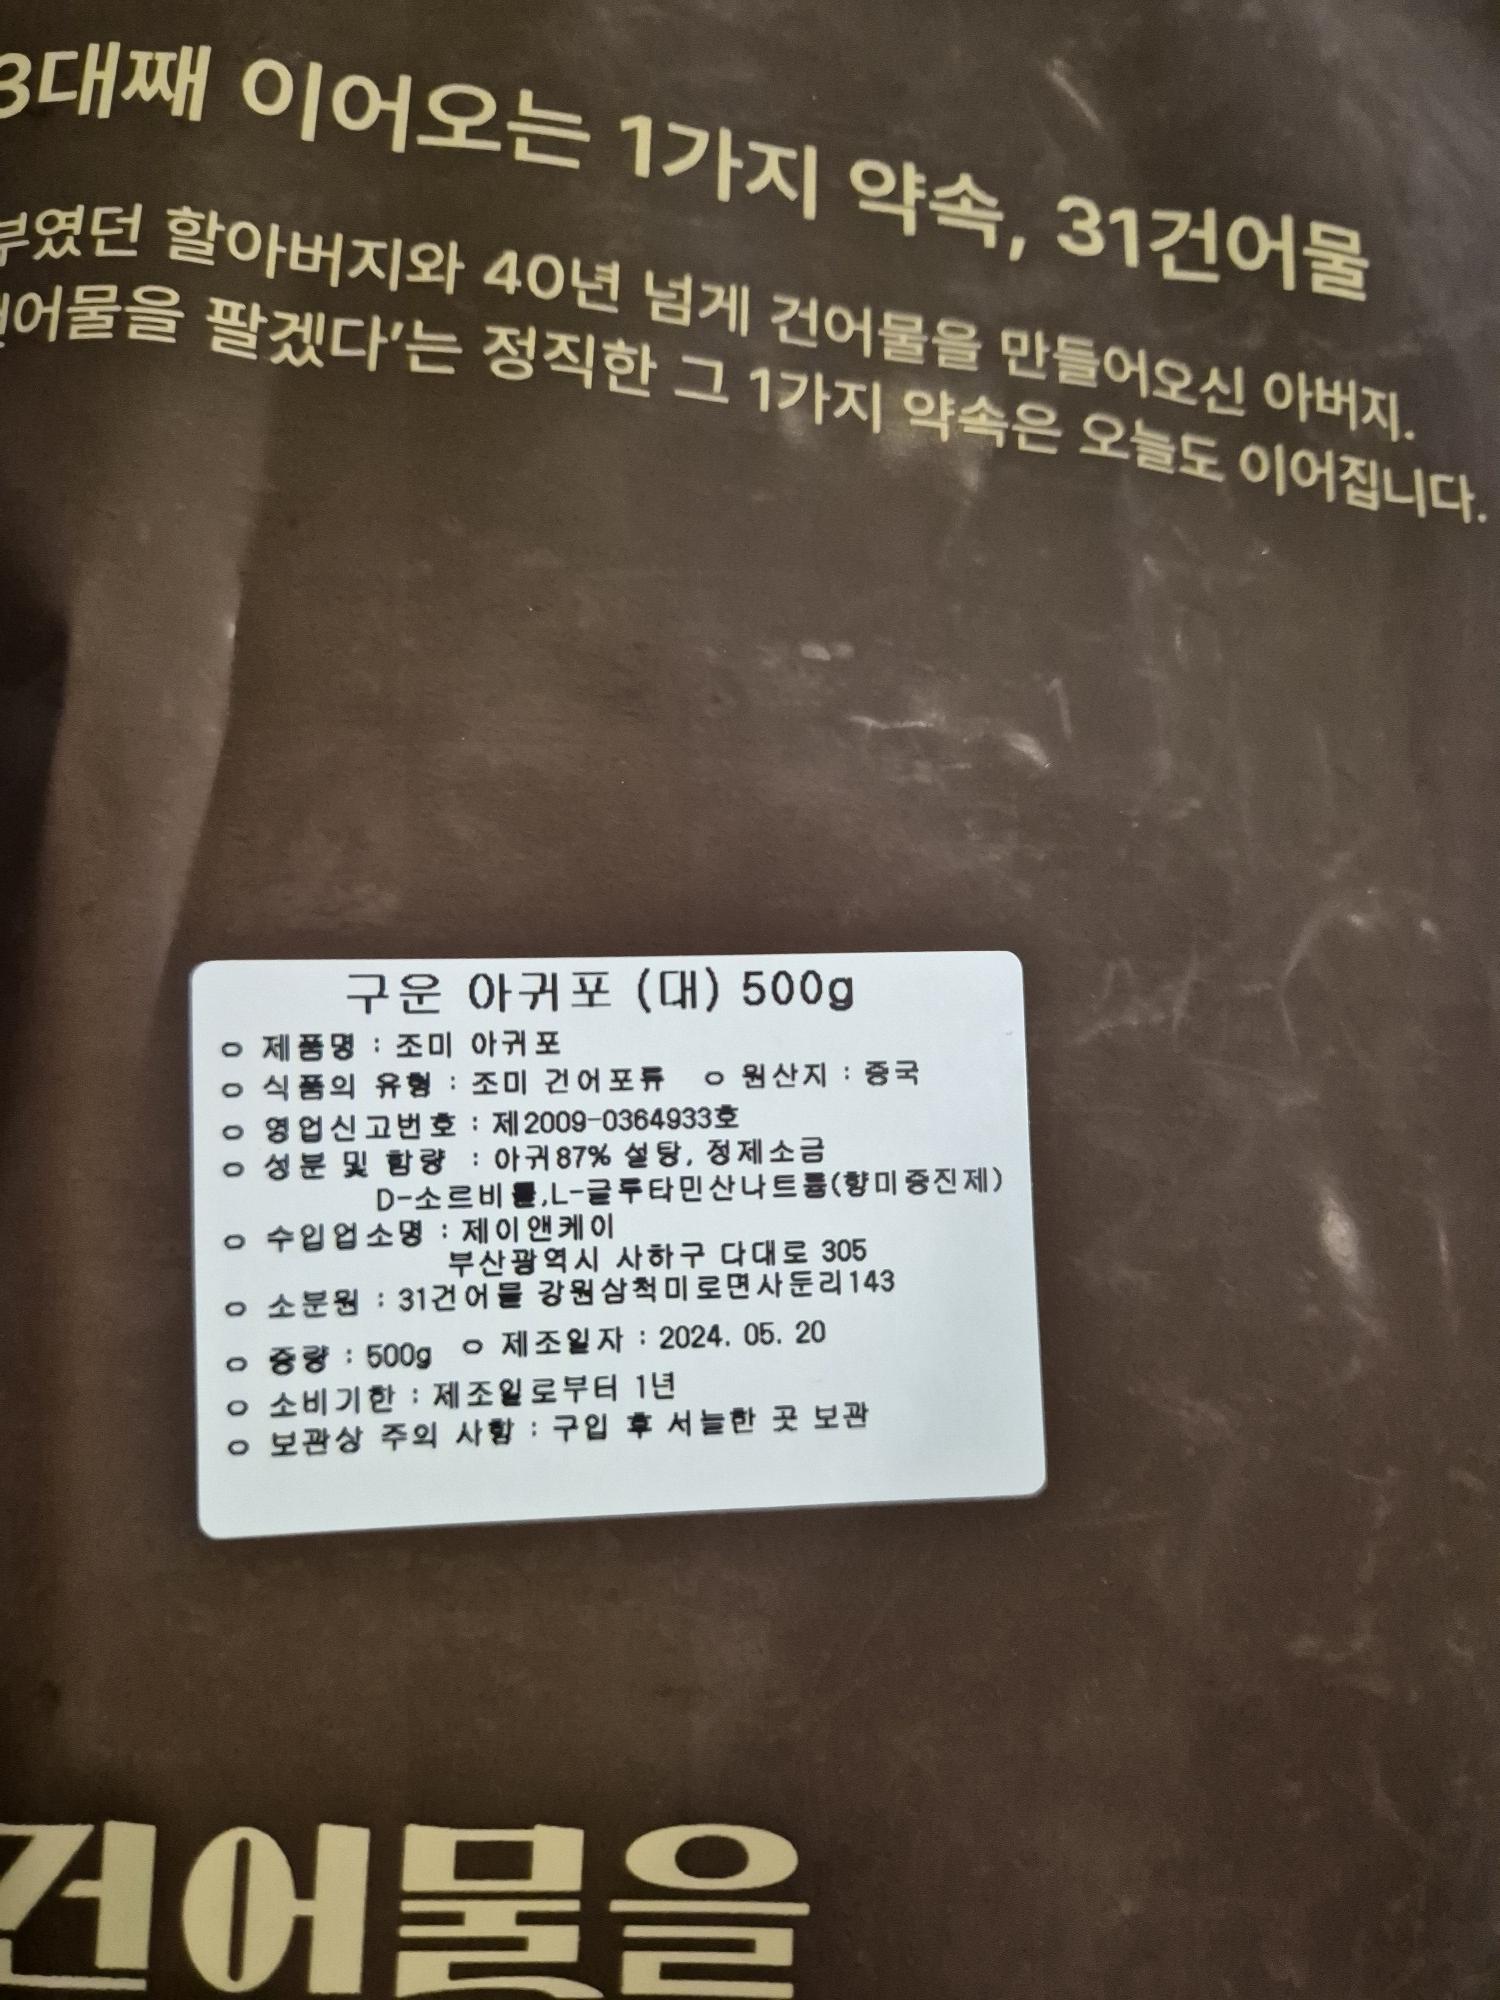 3대째 이어오는 1가지 약속, 31건어물
부였던 할아버지와 40년 넘게 건어물을 만들어오신 아버지.
건어물을 팔겠다'는 정직한 그 1가지 약속은 오늘도 이어집니다.
구운 아귀포 (대) 500g
ㅇ 제품명 : 조미 아귀포
ㅇ 식품의 유형 : 조미 건어포류 ㅇ 원산지 : 중국
ㅇ 영업신고번호 : 제2009-0364933호
ㅇ 성분 및 함량 : 아귀87% 설탕, 정제소금
D-소르비톨,L-글루타민산나트륨(향미증진제)
ㅇ 수입업소명 : 제이앤케이
부산광역시 사하구 다대로 305
ㅇ 소분원 : 31건어물 강원삼척미로면사둔리143
ㅇ 중량 : 500g ㅇ 제조일자 : 2024. 05. 20
ㅇ 소비기한 : 제조일로부터 1년
ㅇ 보관상 주의 사항 : 구입 후 서늘한 곳 보관
건어물을